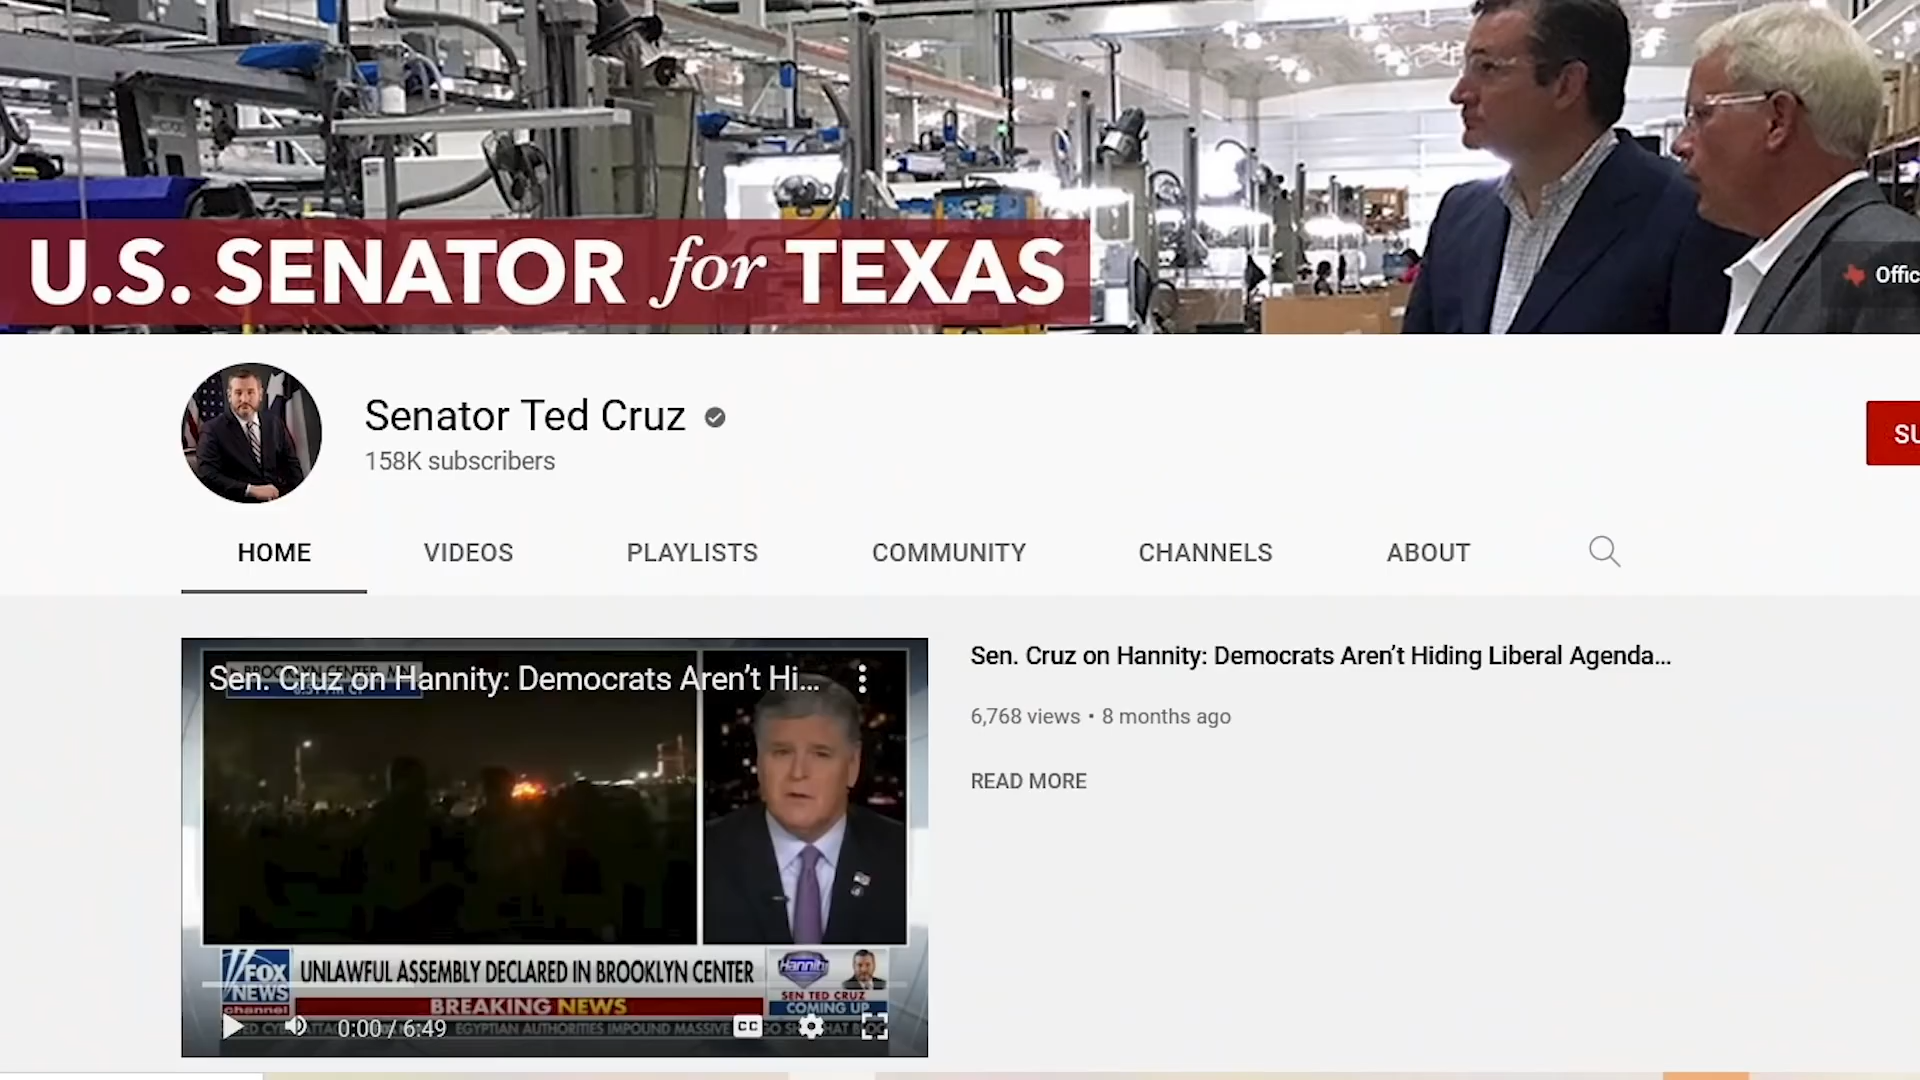 U.S. SENATOR for TEXAS
Offic
Senator Ted Cruz
158K subscribers
SU
HOME
VIDEOS
PLAYLISTS
COMMUNITY
CHANNELS
ABOUT
BROOKLYN CENTER, MN
Sen. Cruz on Hannity: Democrats Aren't Hi...
Sen. Cruz on Hannity: Democrats Aren't Hiding Liberal Agenda...
6,768 views • 8 months ago
READ MORE
FOX
NEWS
channel
UNLAWFUL ASSEMBLY DECLARED IN BROOKLYN CENTER
BREAKING NEWS
Hannity
SEN TED CRUZ
COMING UP
EGYPTIAN AUTHORITIES IMPOUND MASSIVE
0:00 / 6:49
CC